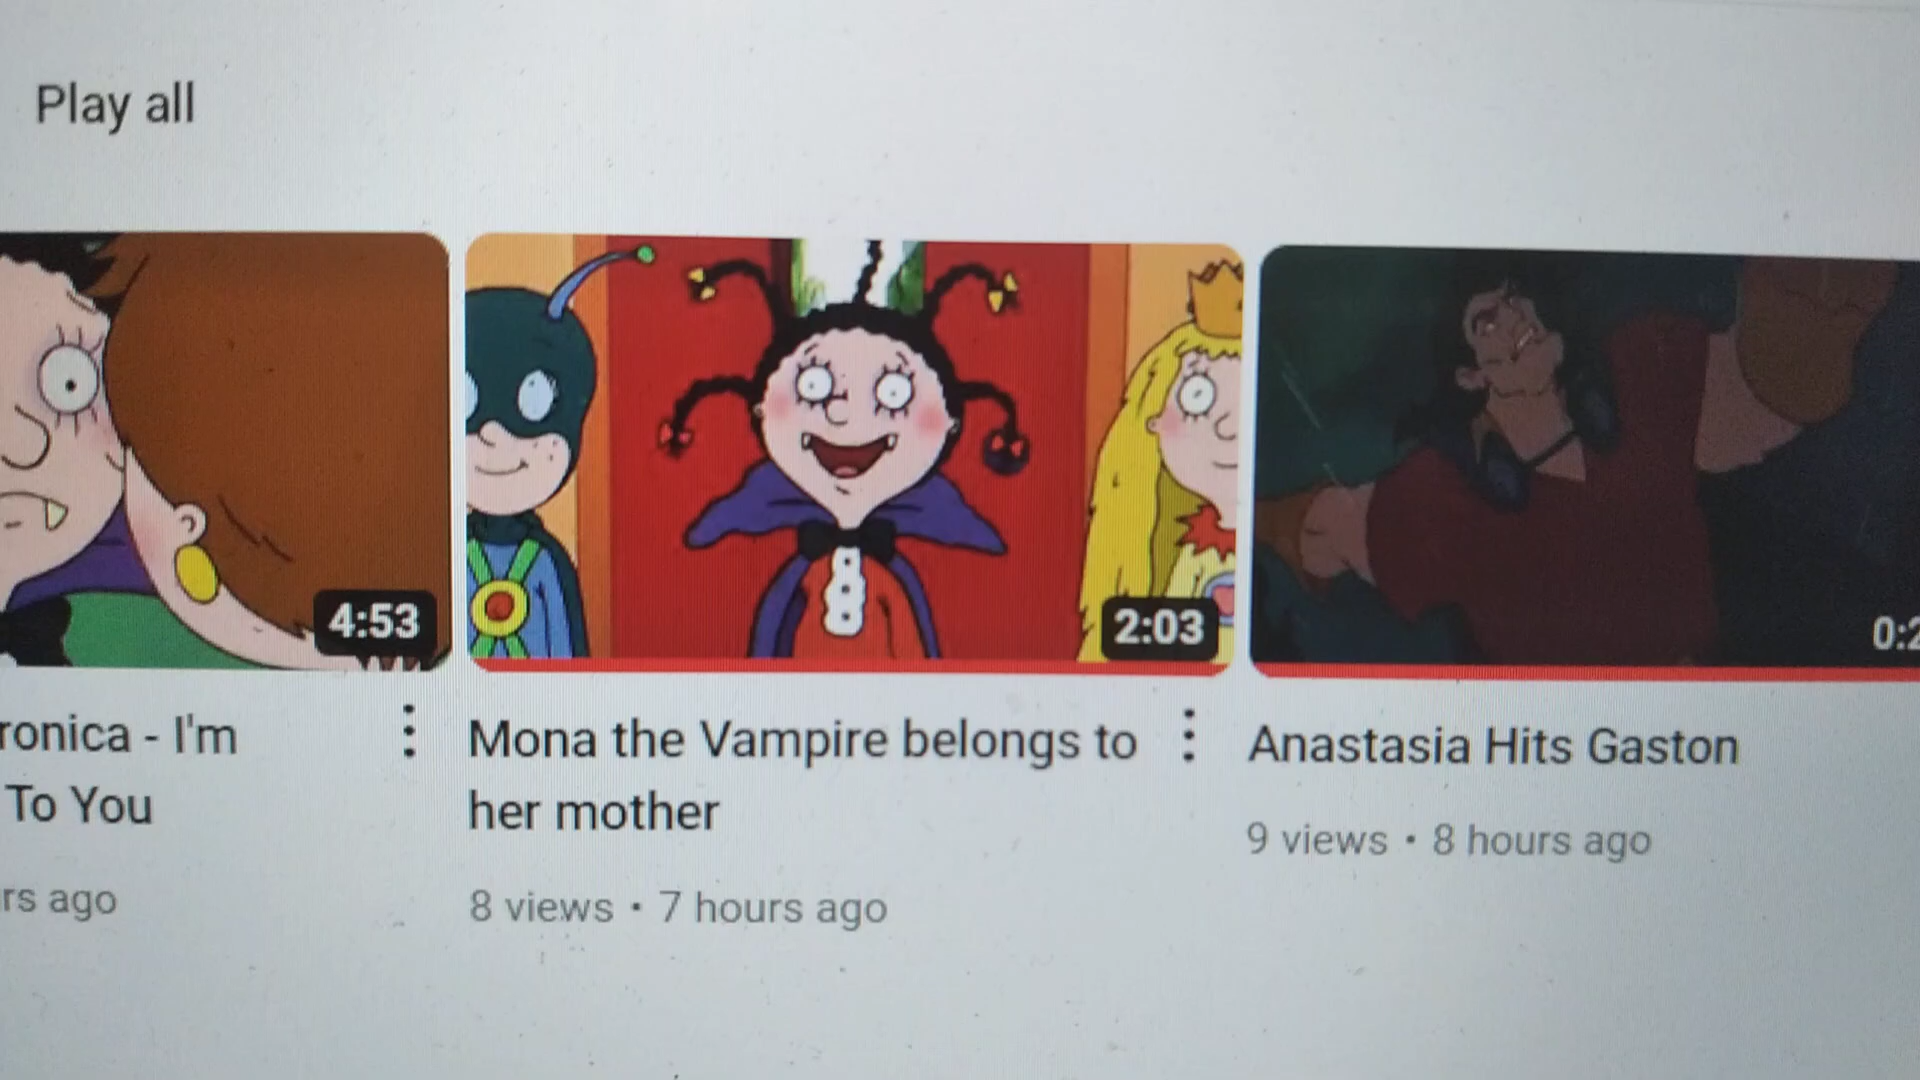 Play all
4:53
2:03
0:2
ronica - I'm
To You
rs ago
Mona the Vampire belongs to
her mother
8 views • 7 hours ago
Anastasia Hits Gaston
9 views • 8 hours ago